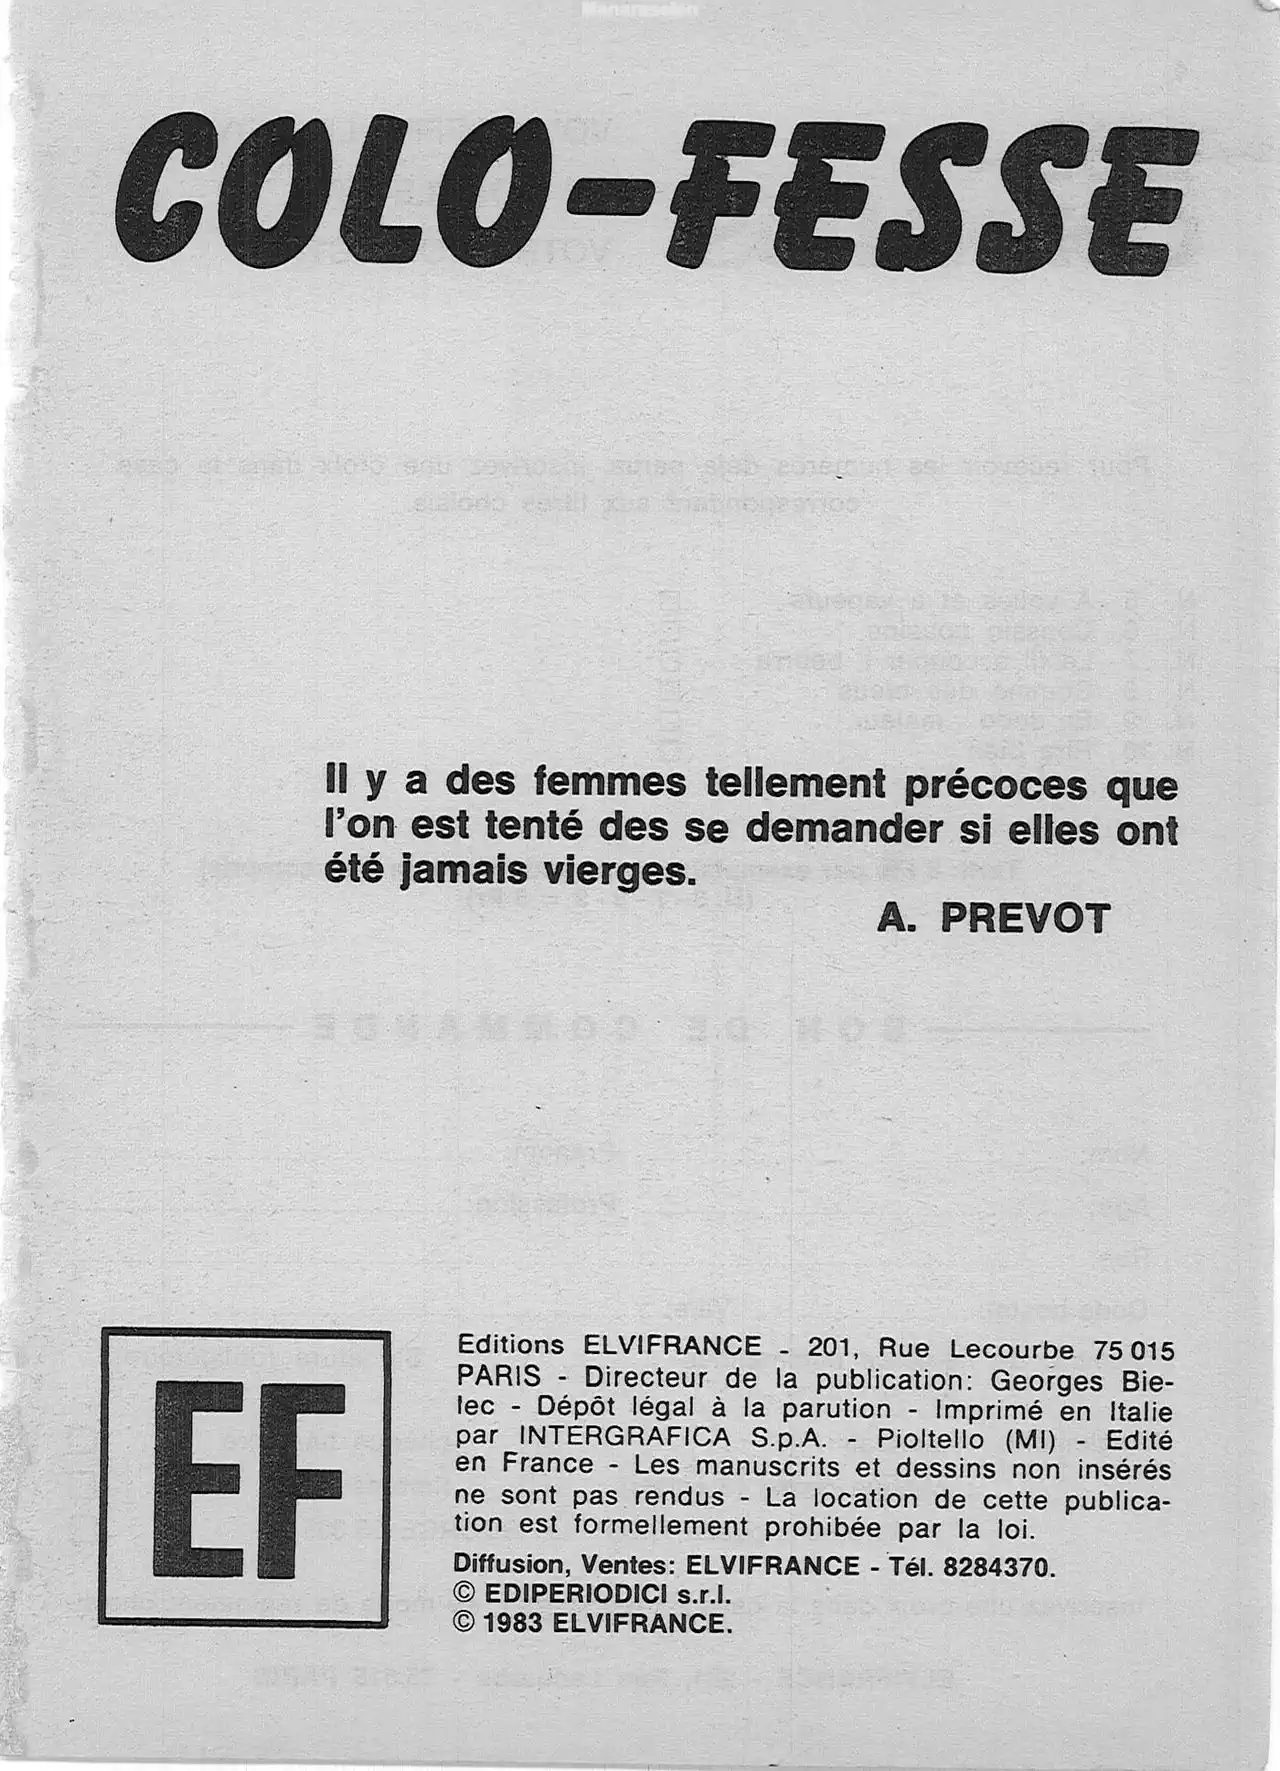 COLO-FESSE
Il y a des femmes tellement précoces que
l'on est tenté des se demander si elles ont
été jamais vierges.
A. PREVOT
EF
Editions ELVIFRANCE - 201, Rue Lecourbe 75015
PARIS - Directeur de la publication: Georges Bie-
lec - Dépôt légal à la parution - Imprimé en Italie
par INTERGRAFICA S.p.A. - Pioltello (MI) - Edité
en France - Les manuscrits et dessins non insérés
ne sont pas rendus - La location de cette publica-
tion est formellement prohibée par la loi.
Diffusion, Ventes: ELVIFRANCE - Tél. 8284370.
© EDIPERIODICI s.r.l.
© 1983 ELVIFRANCE.